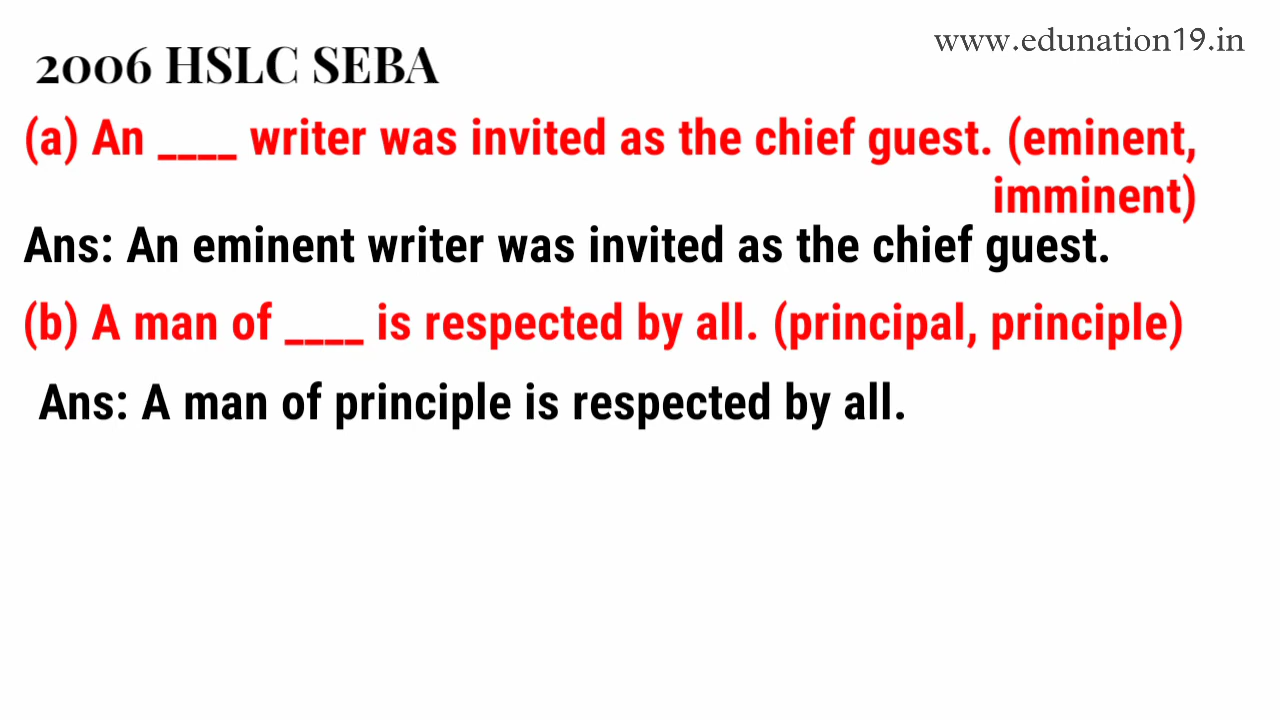 www.edunation19.in
2006 HSLC SEBA
(a) An ____ writer was invited as the chief guest. (eminent,
imminent)
Ans: An eminent writer was invited as the chief guest.
(b) A man of ____ is respected by all. (principal, principle)
Ans: A man of principle is respected by all.